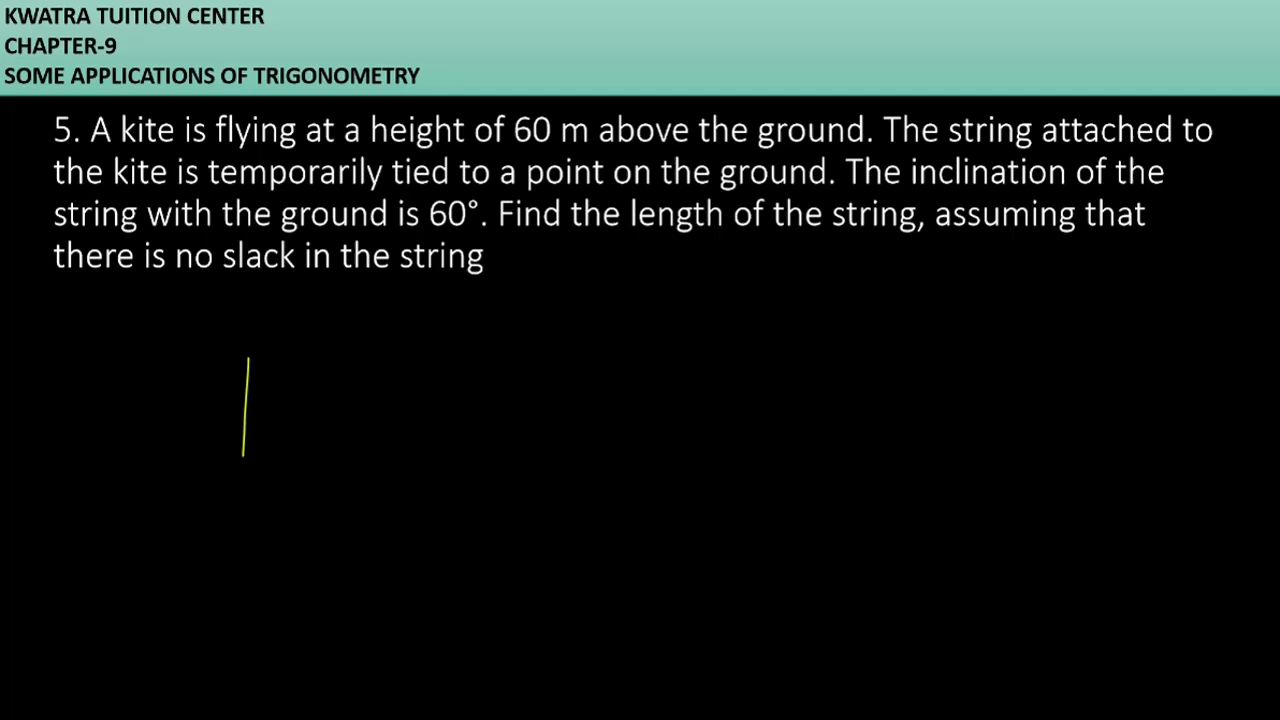 KWATRA TUITION CENTER
CHAPTER-9
SOME APPLICATIONS OF TRIGONOMETRY
5. A kite is flying at a height of 60 m above the ground. The string attached to
the kite is temporarily tied to a point on the ground. The inclination of the
string with the ground is 60°. Find the length of the string, assuming that
there is no slack in the string